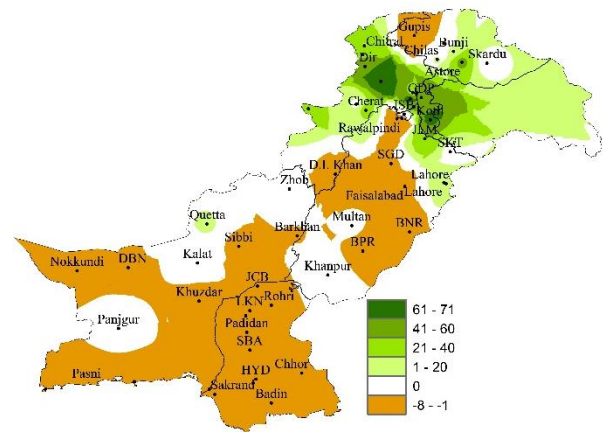 Gupis
Chitral
Bunji
Chilas
Skardu
Dir
Astore
GDP
Cherat
ISB
Kotli
Rawalpindi
JLM
SKT
SGD
D.I. Khan
Lahore
Zhob
Faisalabad
Lahore
Quetta
Multan
BNR
Barkhan
Sibbi
BPR
Kalat
Nokkundi
DBN
Khanpur
JCB
Khuzdar
Rohri
LKN
Panjgur
Padidan
SBA
Pasni
HYD
Chhor
Sakrand
Badin
61 - 71
41 - 60
21 - 40
1 - 20
0
-8 - -1